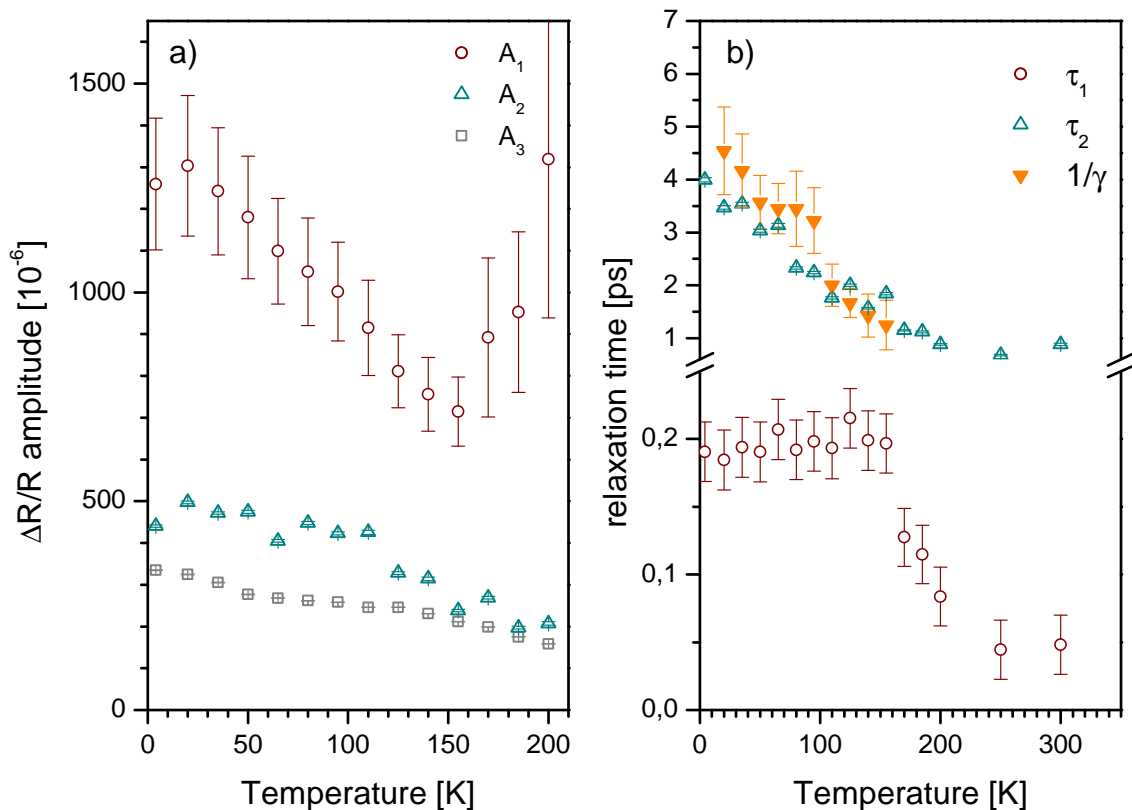 a)
A1
A2
A3
1500
1000
500
0
ΔR/R amplitude [10-6]
0 50 100 150 200
Temperature [K]
b)
τ1
τ2
1/γ
7
6
5
4
3
2
1
0,2
0,1
0,0
relaxation time [ps]
0 100 200 300
Temperature [K]